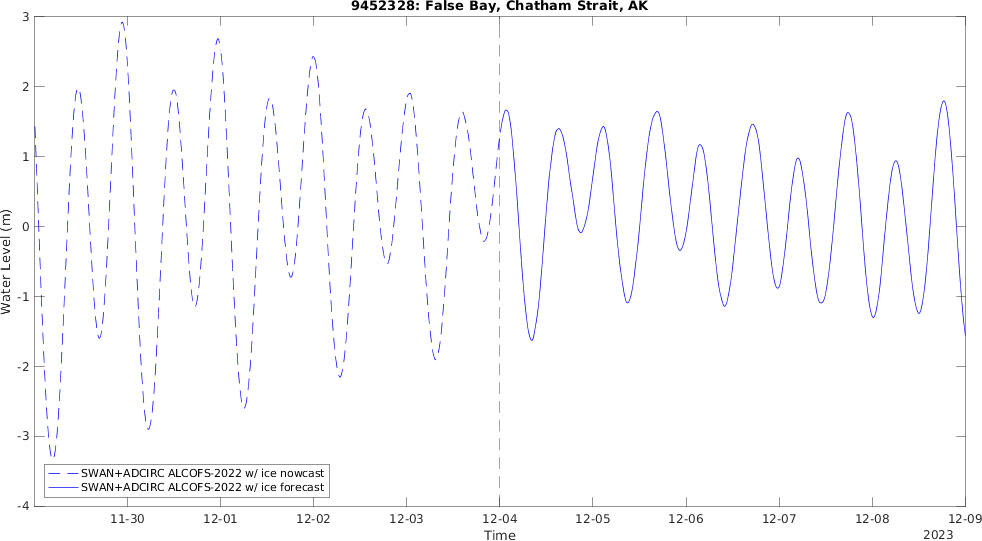 9452328: False Bay, Chatham Strait, AK
3
2
1
0
-1
-2
-3
-4
Water Level (m)
SWAN+ADCIRC ALCOFS-2022 w/ ice nowcast
SWAN+ADCIRC ALCOFS-2022 w/ ice forecast
11-30 12-01 12-02 12-03 12-04 12-05 12-06 12-07 12-08 12-09
Time
2023